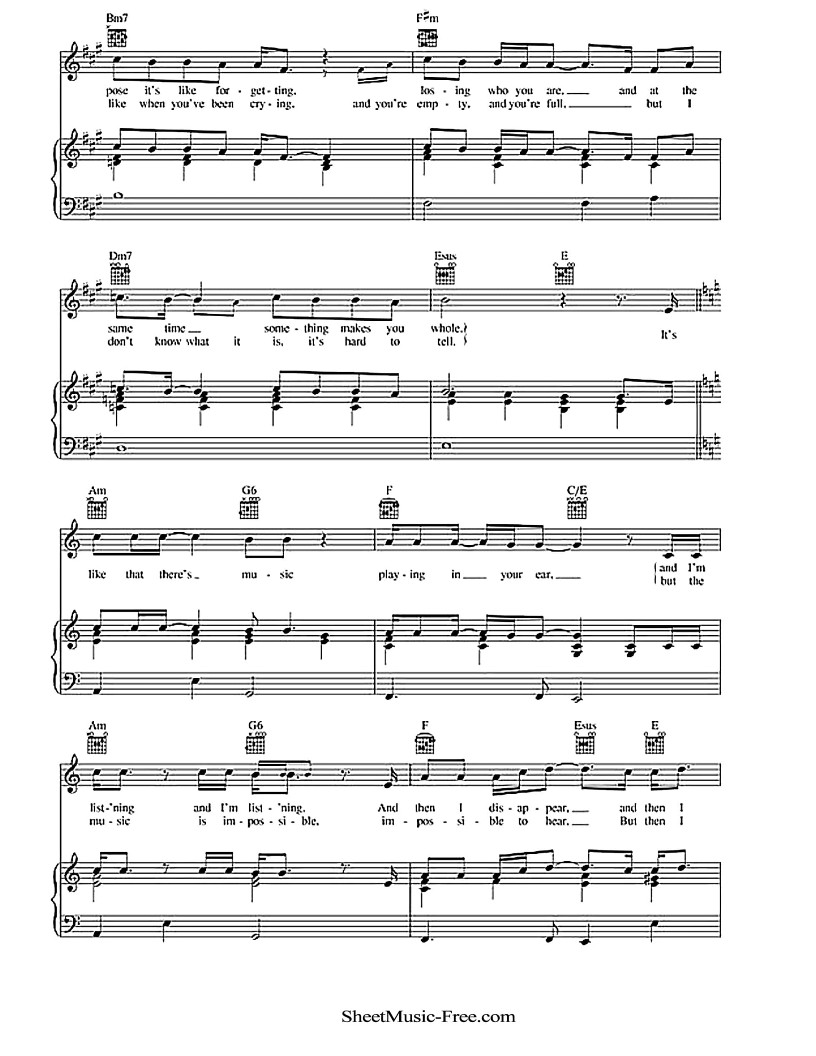 Bm7 F#m
pose it's like for - get - ting, los - ing who you are, and at the
like when you've been cry - ing, and you're emp - ty, and you're full, but I
Dm7 Esus E
same time some - thing makes you whole. It's
don't know what it is, it's hard to tell.
Am G6 F C/E
like that there's mu - sic play - ing in your ear, and I'm
but the
Am G6 F Esus E
list - 'ning and I'm list - 'ning. And then I dis - ap - pear, and then I
mu - sic is im - pos - si - ble, im - pos - si - ble to hear. But then I
SheetMusic-Free.com